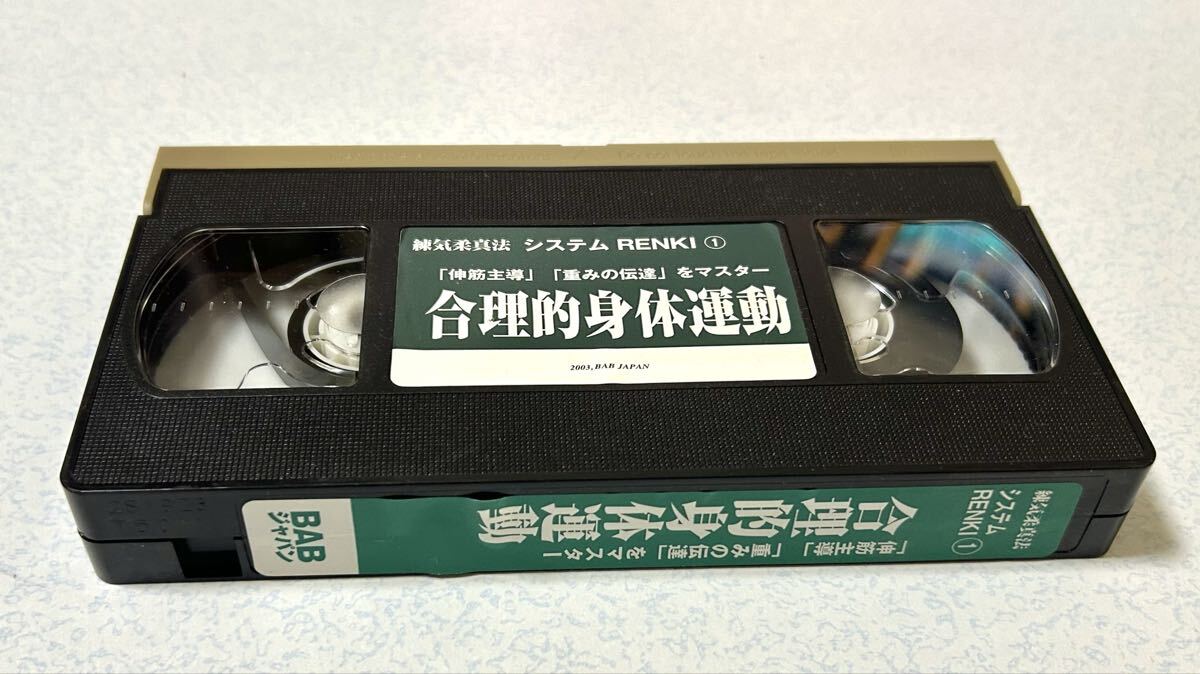 練気柔真法 システム RENKI ①
「伸筋主導」「重みの伝達」をマスター
合理的身体運動
2003, BAB JAPAN
練気柔真法
システム
RENKI ①
「伸筋主導」「重みの伝達」をマスター
合理的身体運動
BAB
ジャパン